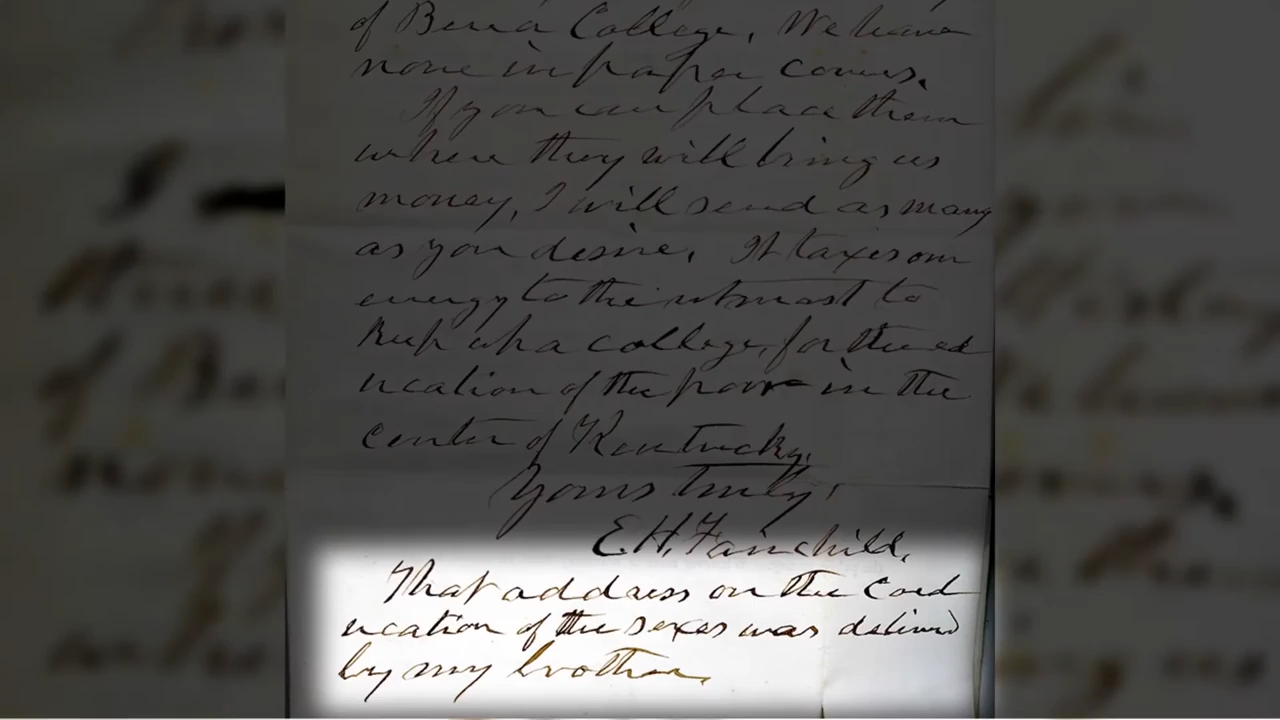 of Berea College. We have
none in paper covers.
If you can place them
where they will bring us
money, I will send as many
as you desire. It taxes our
energy to the utmost to
keep up a college, for the ed
ucation of the poor in the
center of Kentucky.
Yours truly,
E. H. Fairchild.
That address on the Coed
ucation of the sexes was delivered
by my brother.